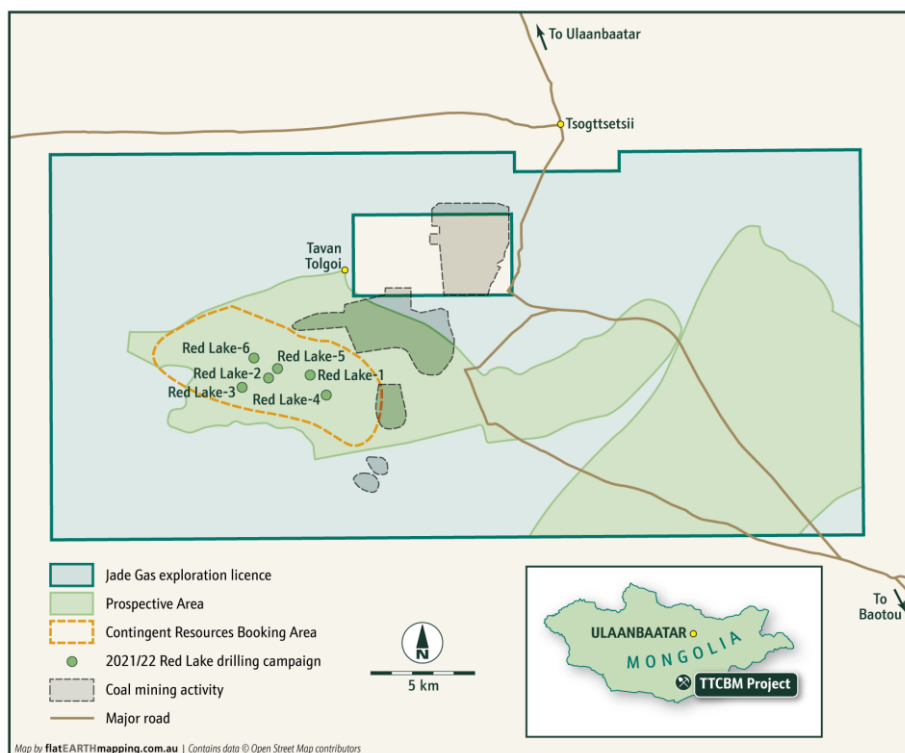 To Ulaanbaatar
Tsogttsetsii
Tavan
Tolgoi
Red Lake-6
Red Lake-5
Red Lake-2
Red Lake-1
Red Lake-3
Red Lake-4
Jade Gas exploration licence
Prospective Area
Contingent Resources Booking Area
2021/22 Red Lake drilling campaign
Coal mining activity
Major road
N
5 km
ULAANBAATAR
MONGOLIA
TTCBM Project
To
Baotou
Map by flatEARTHmapping.com.au | Contains data © Open Street Map contributors